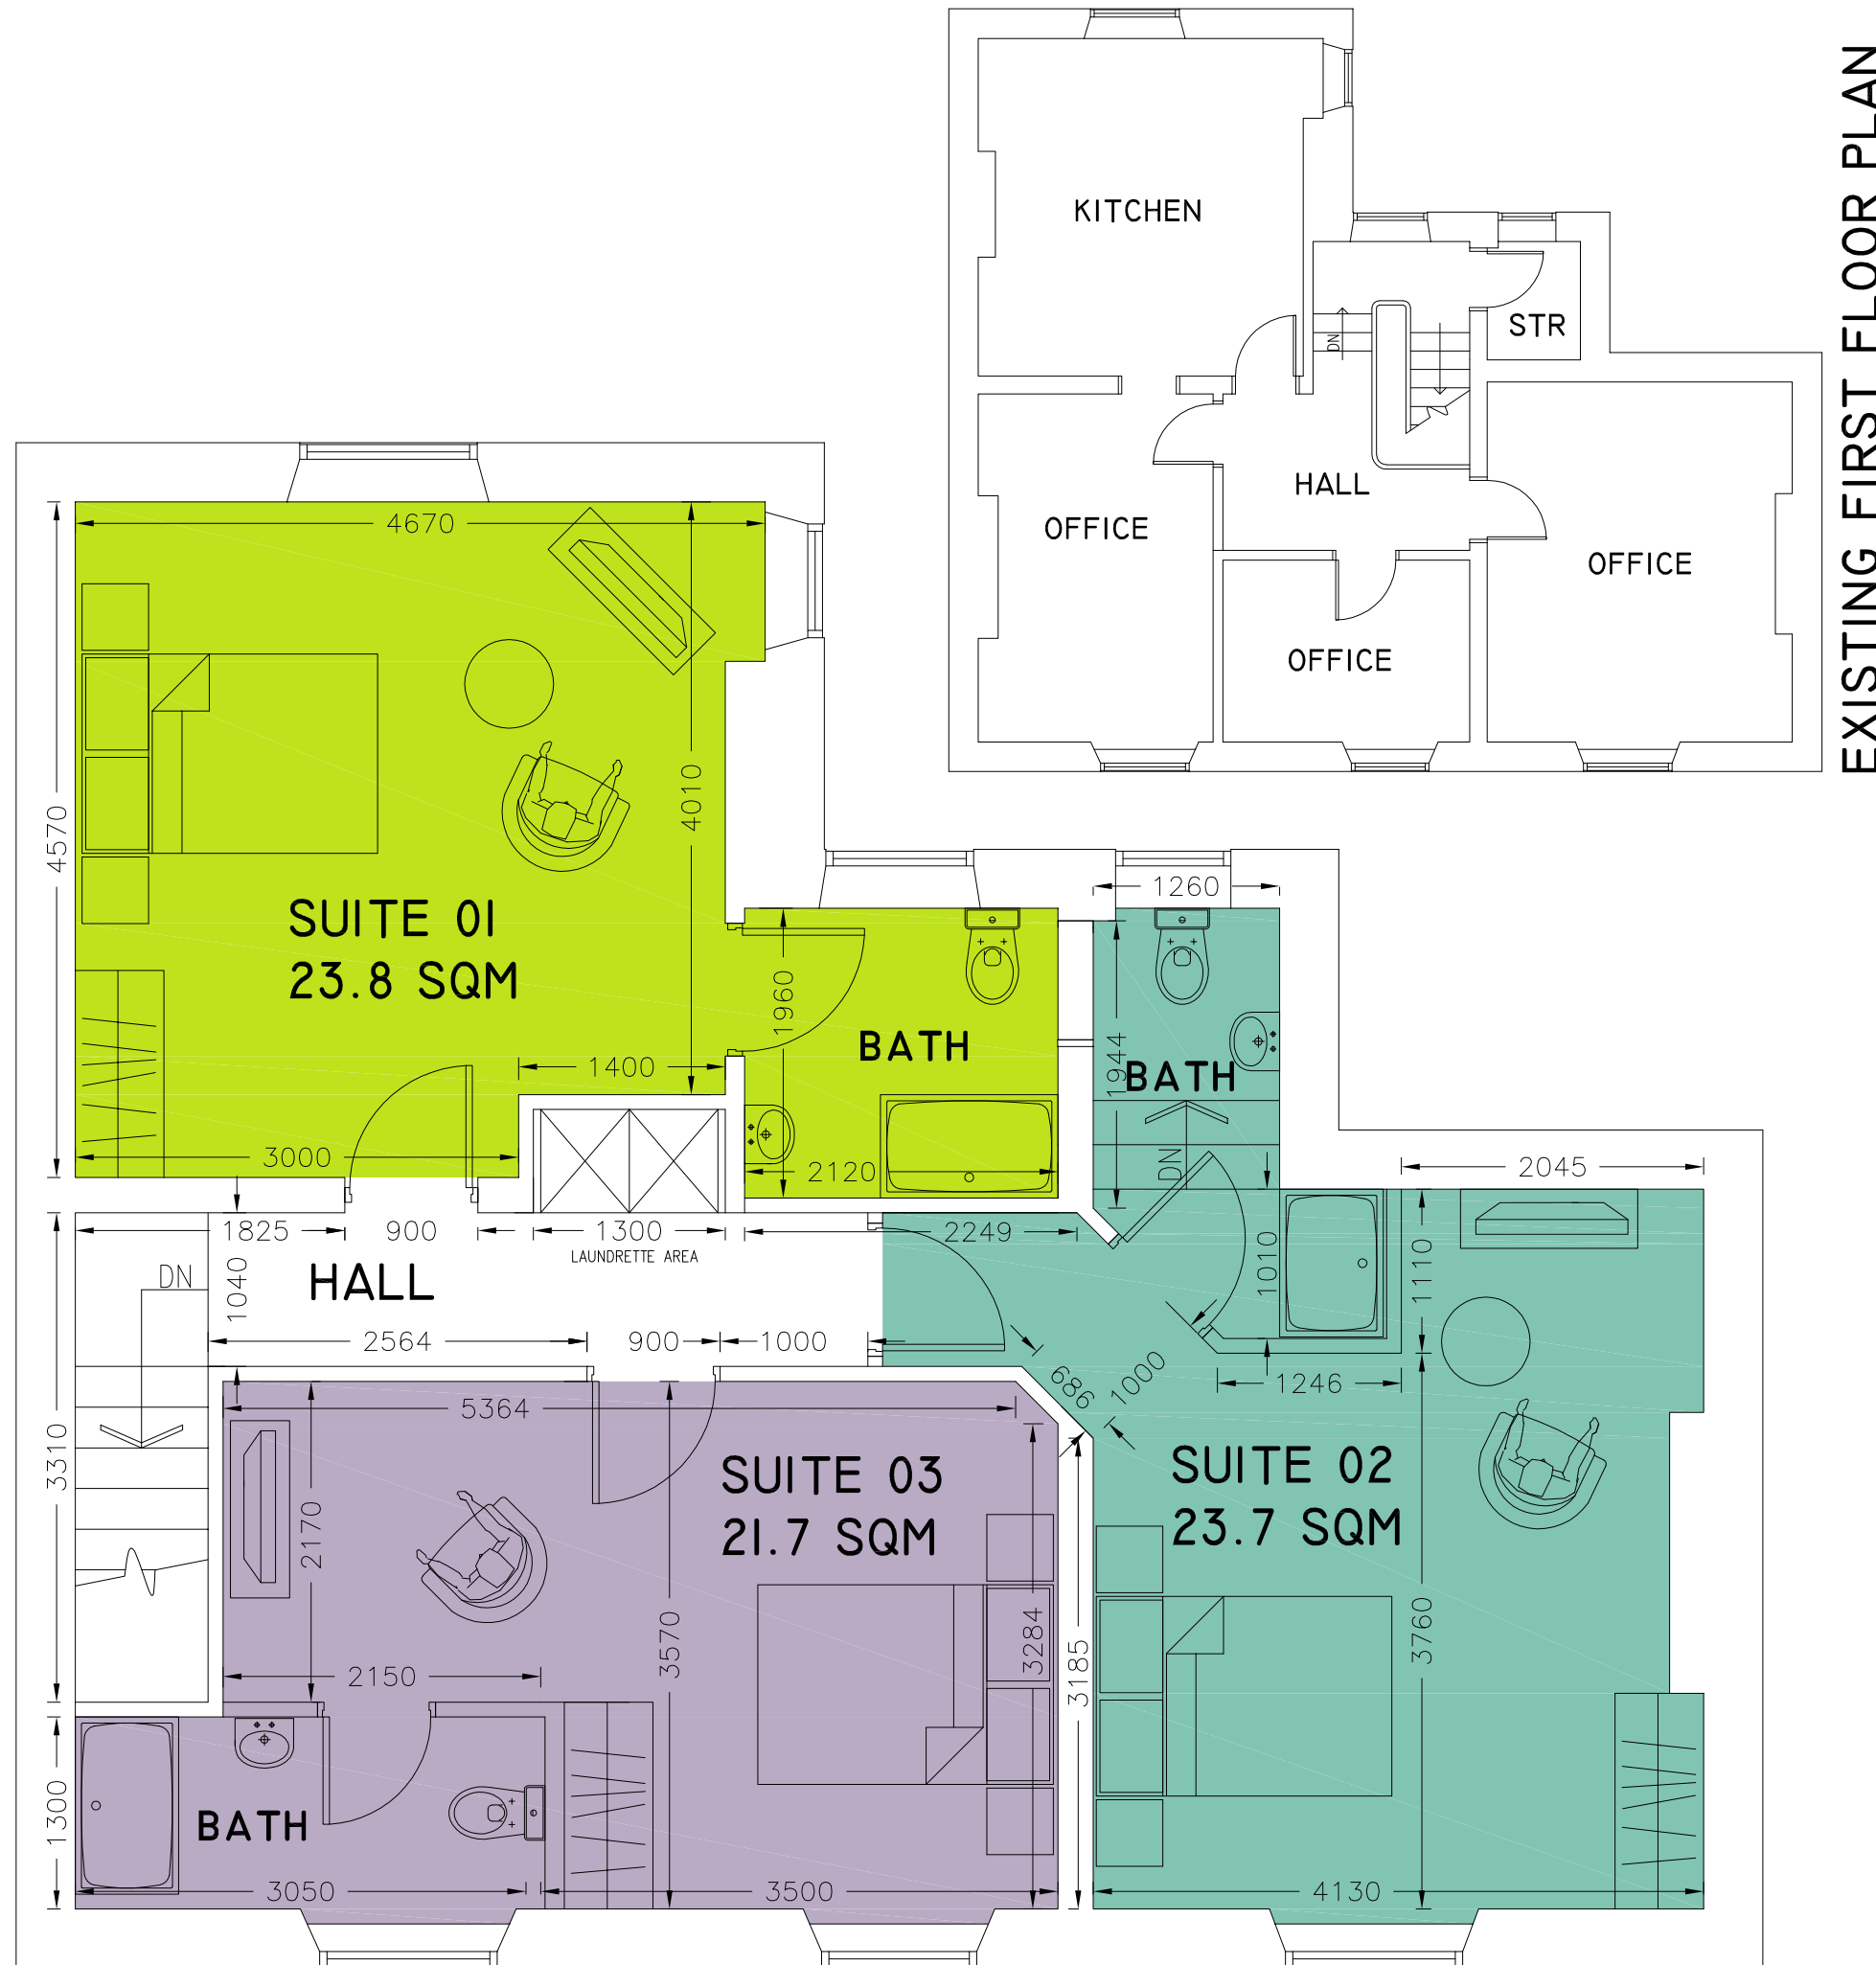 EXISTING FIRST FLOOR PLAN
KITCHEN
STR
DN
HALL
OFFICE
OFFICE
OFFICE
4670
4010
4570
SUITE 01
23.8 SQM
1400
3000
1260
1960
BATH
2120
1944
BATH
DN
2045
1825
900
1300
LAUNDRETTE AREA
2249
1040
DN
HALL
1010
1110
2564
900
1000
686
1000
1246
5364
3310
2170
SUITE 03
21.7 SQM
SUITE 02
23.7 SQM
2150
3570
3284
3185
3760
1300
BATH
3050
3500
4130